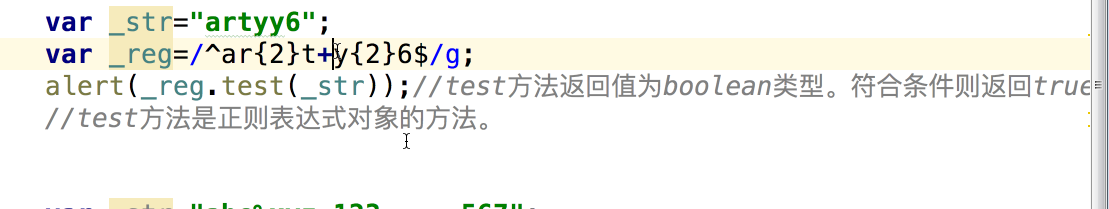 var _str="artyy6";
var _reg=/^ar{2}t+y{2}6$/g;
alert(_reg.test(_str));//test方法返回值为boolean类型。符合条件则返回true
//test方法是正则表达式对象的方法。